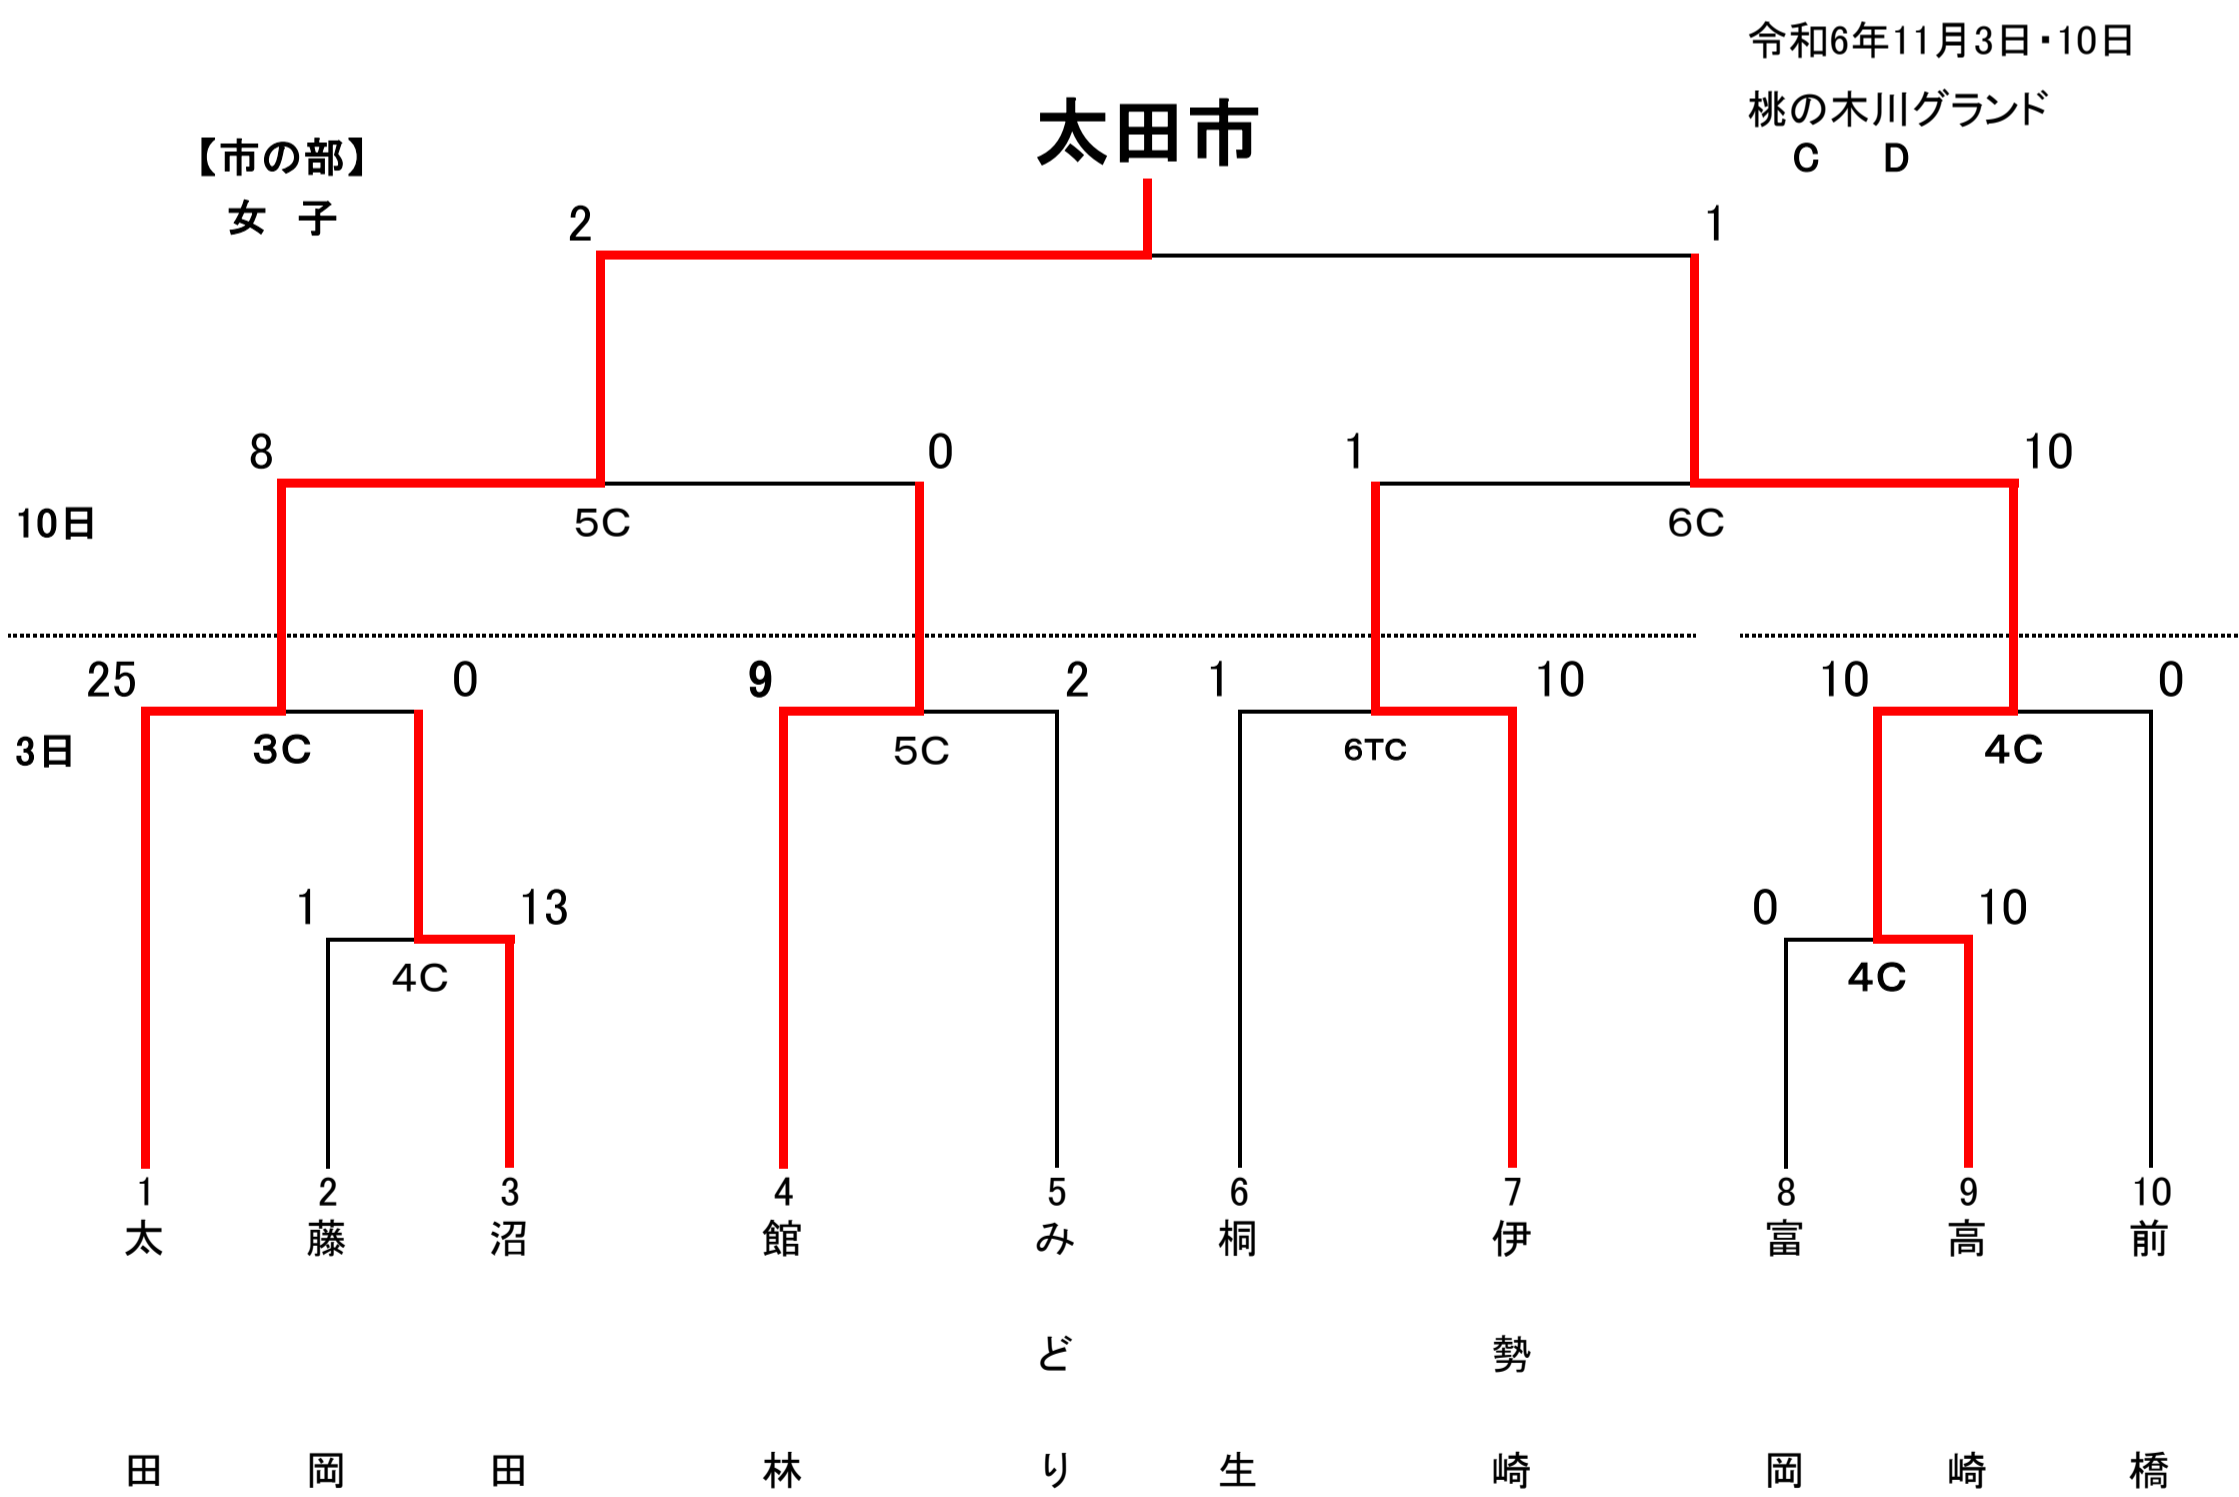 令和6年11月3日・10日
桃の木川グランド
C D
太田市
【市の部】
女 子
2 1
8 0 1 10
10日
5C 6C
25 0 9 2 1 10 10 0
3日
3C 5C 6TC 4C
1 13 0 10
4C 4C
1 2 3 4 5 6 7 8 9 10
太田
藤岡
沼田
館林
みどり
桐生
伊勢崎
富岡
高崎
前橋